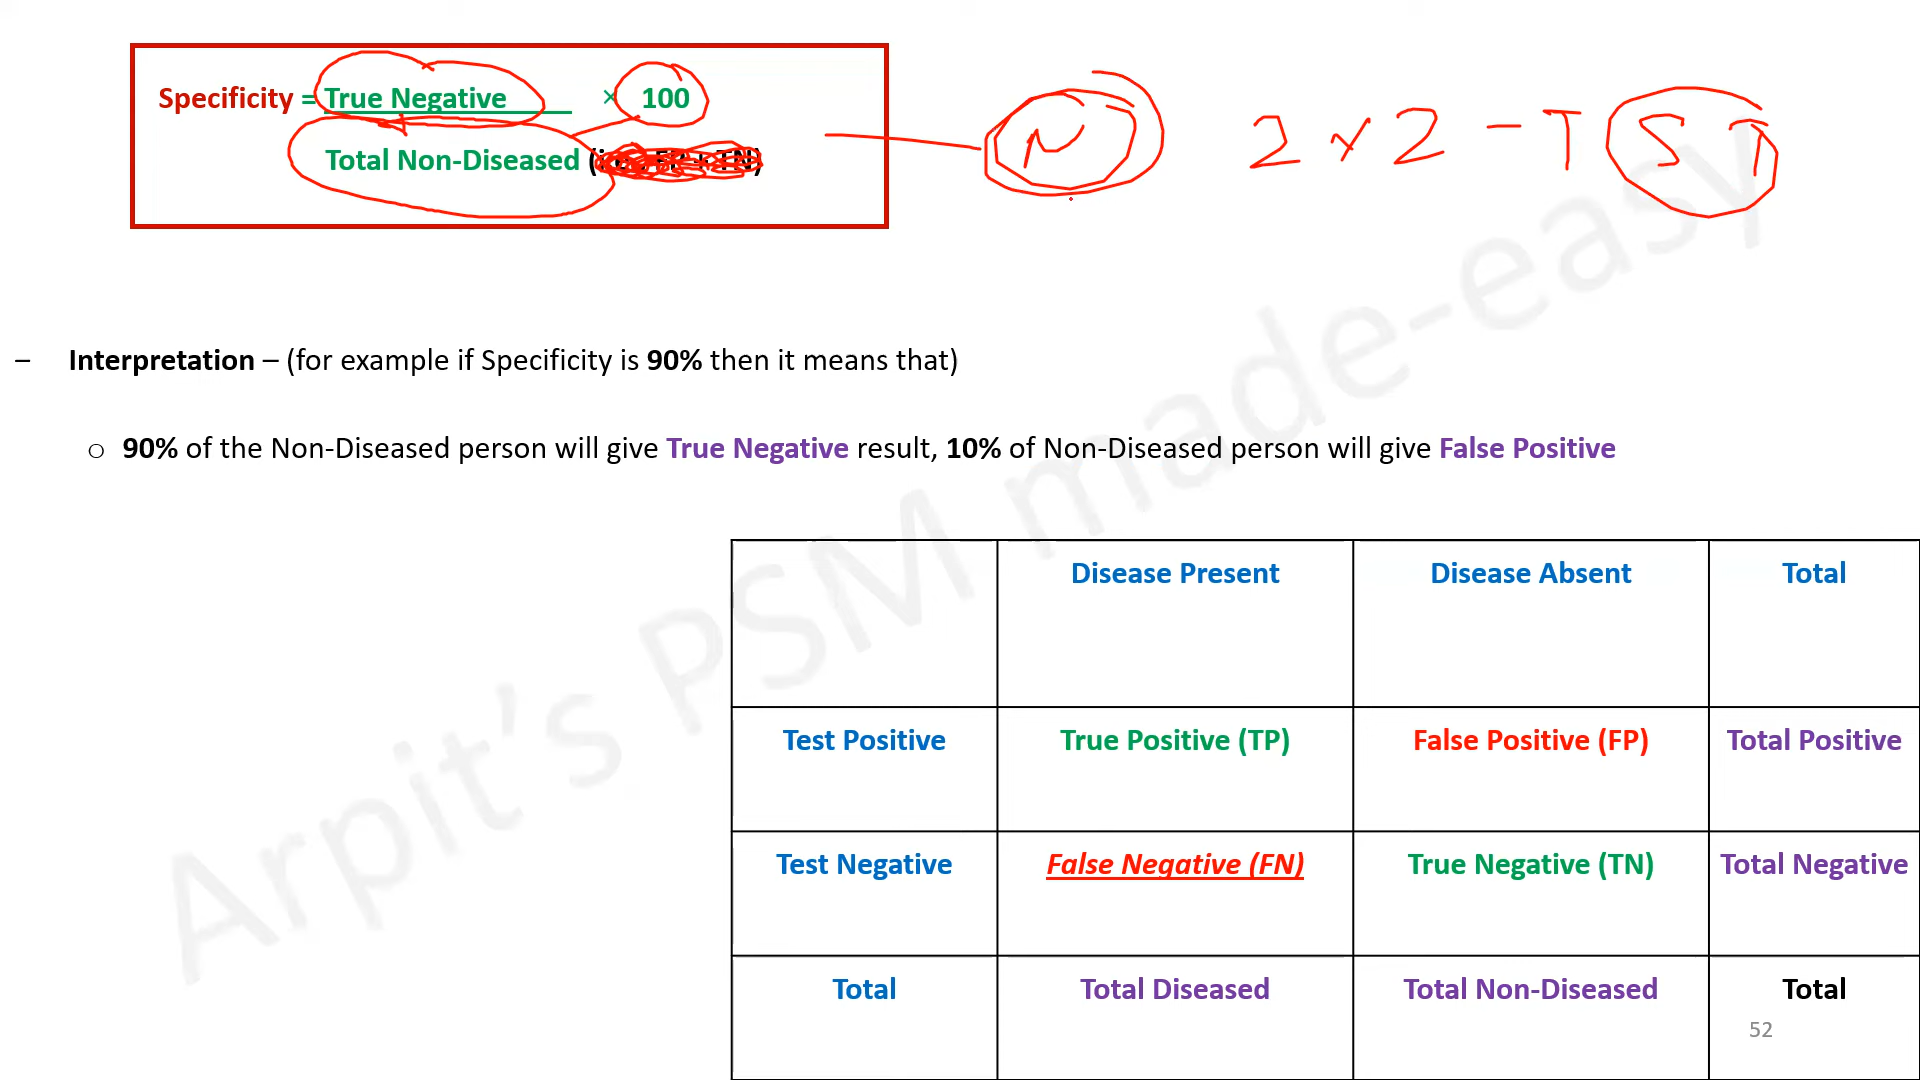 Specificity = True Negative × 100
Total Non-Diseased
N
2 x 2 - T S T
– Interpretation – (for example if Specificity is 90% then it means that)
o 90% of the Non-Diseased person will give True Negative result, 10% of Non-Diseased person will give False Positive
Disease Present Disease Absent Total
Test Positive True Positive (TP) False Positive (FP) Total Positive
Test Negative False Negative (FN) True Negative (TN) Total Negative
Total Total Diseased Total Non-Diseased Total
52
Arpit's PSM made-easy